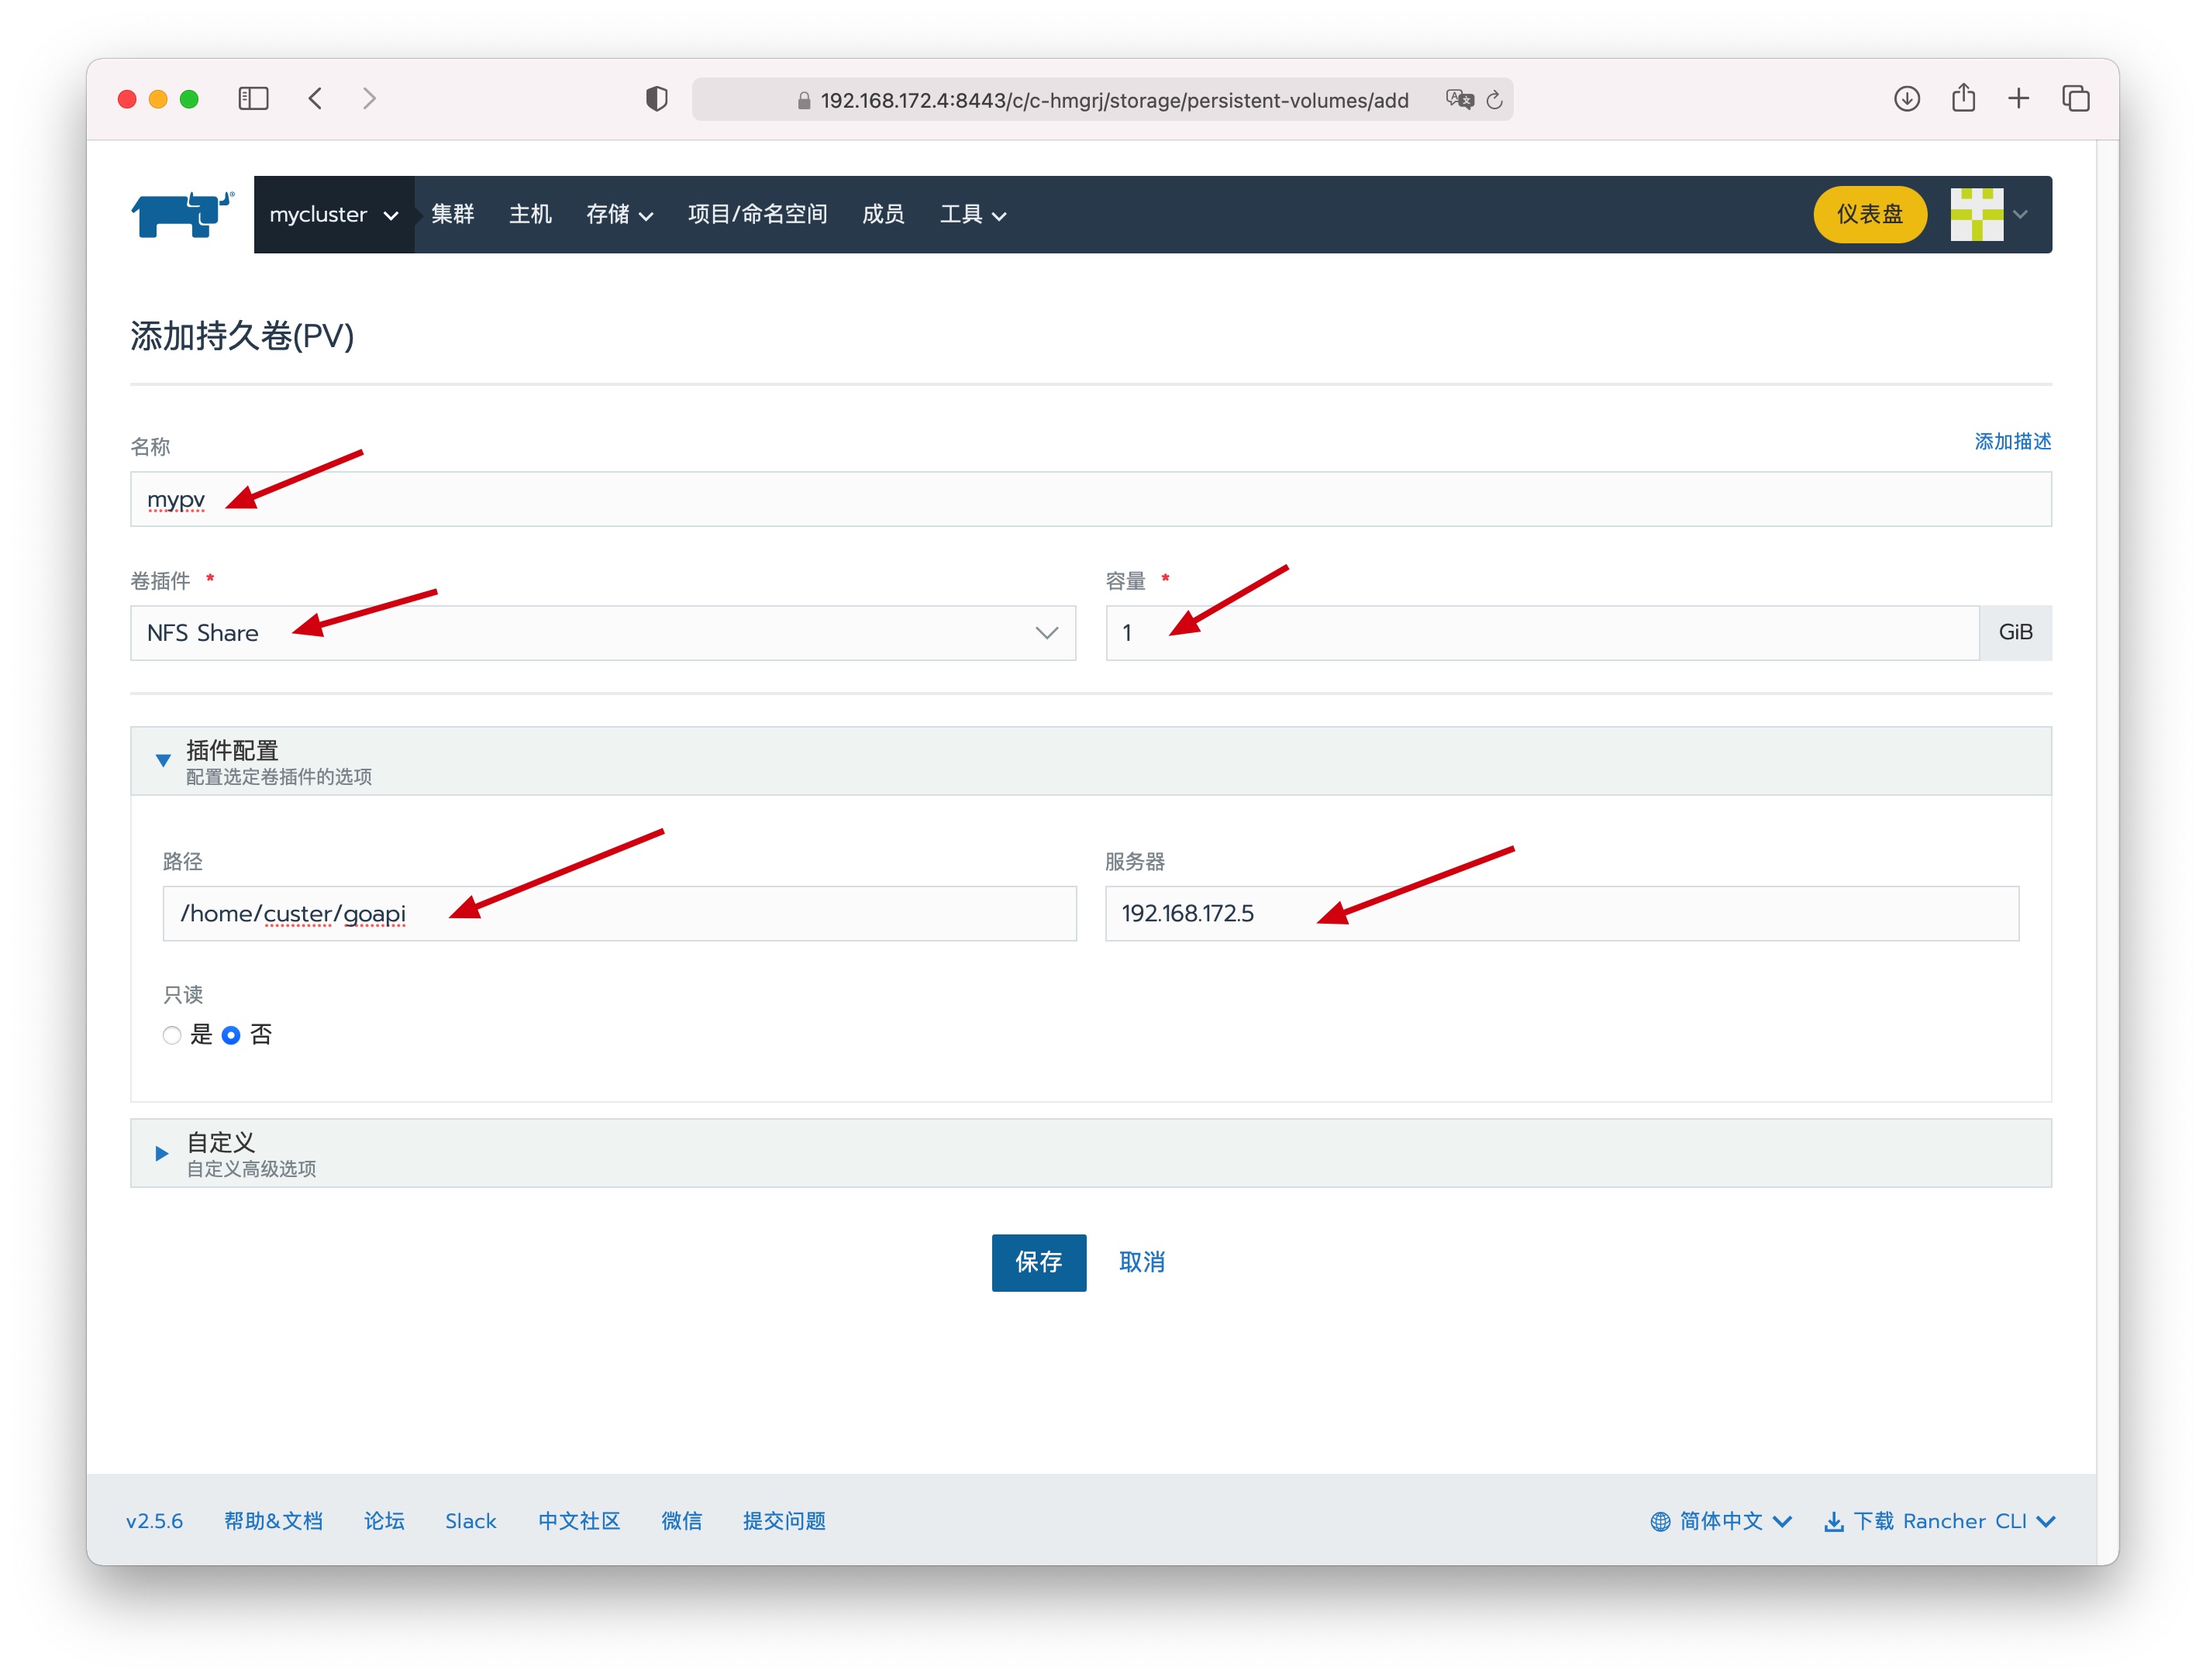 192.168.172.4:8443/c/c-hmgrj/storage/persistent-volumes/add
mycluster 集群 主机 存储 项目/命名空间 成员 工具 仪表盘
添加持久卷(PV)
名称 添加描述
mypv
卷插件 * 容量 *
NFS Share 1 GiB
插件配置
配置选定卷插件的选项
路径 服务器
/home/custer/goapi 192.168.172.5
只读
是 否
自定义
自定义高级选项
保存 取消
v2.5.6 帮助&文档 论坛 Slack 中文社区 微信 提交问题 简体中文 下载 Rancher CLI